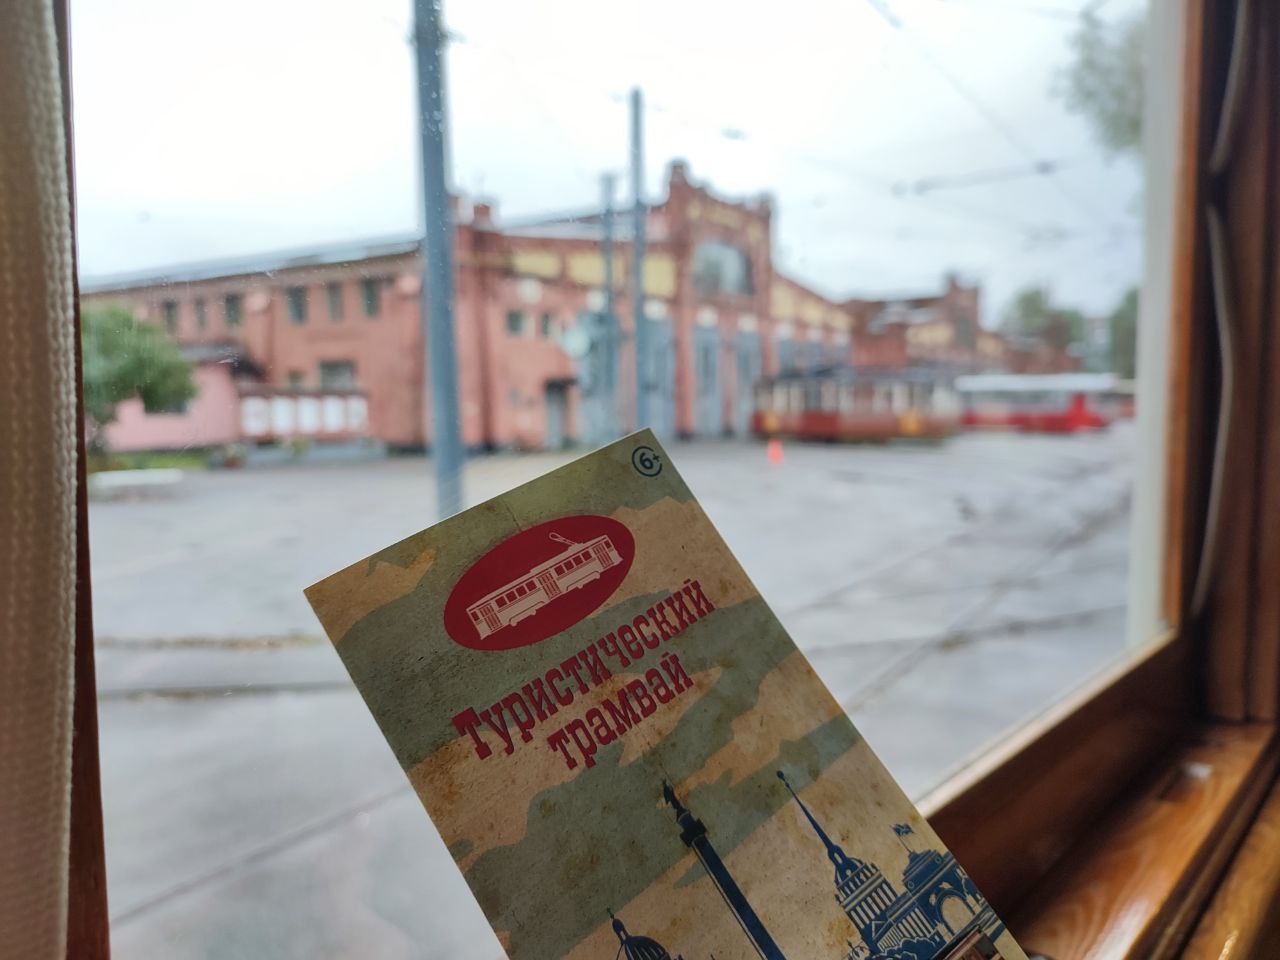 6+
Туристический
трамвай